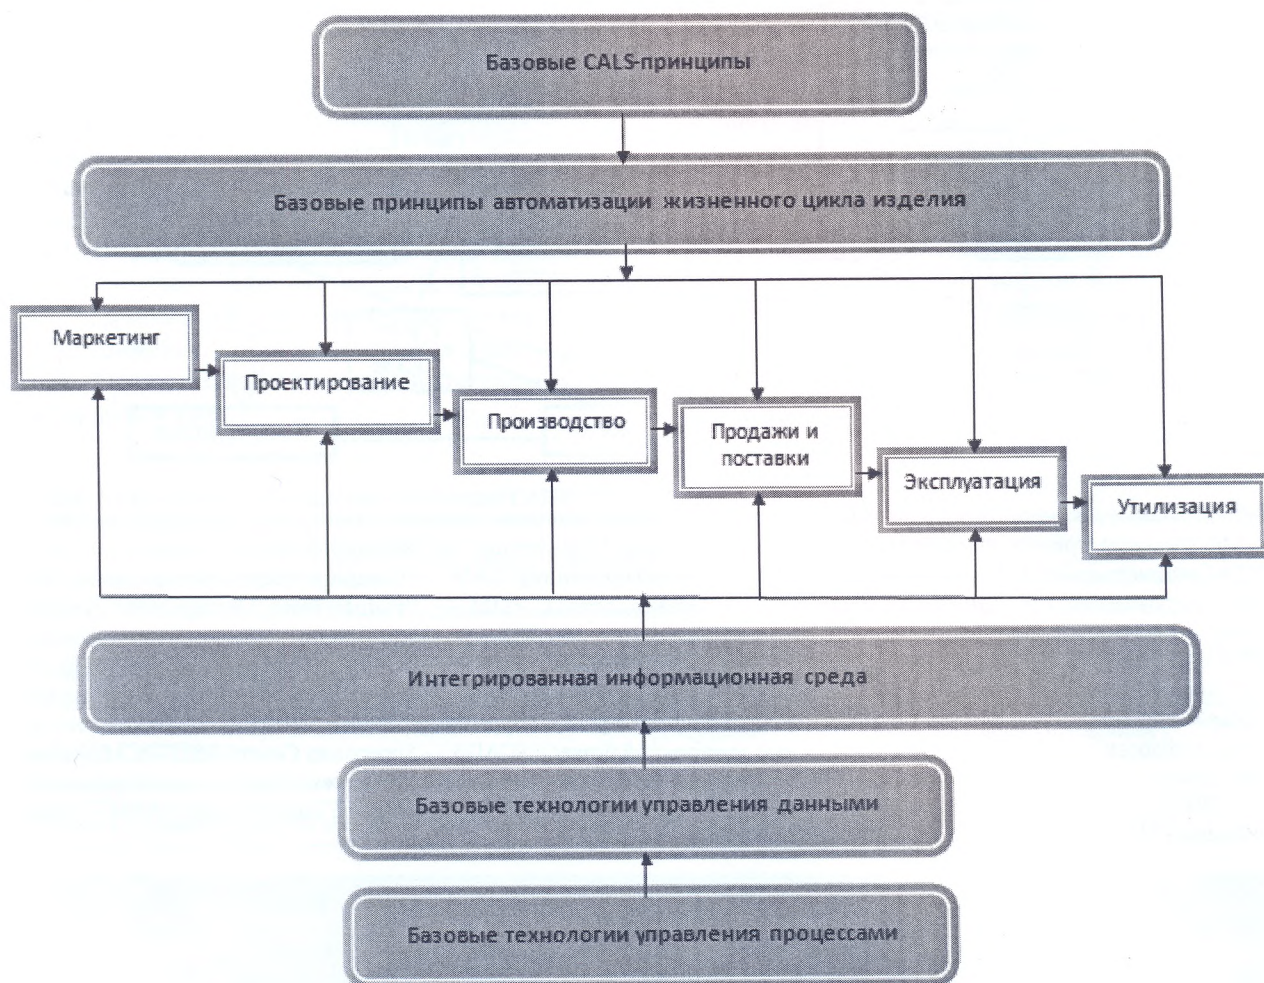 Базовые CALS-принципы
Базовые принципы автоматизации жизненного цикла изделия
Маркетинг
Проектирование
Производство
Продажи и
поставки
Эксплуатация
Утилизация
Интегрированная информационная среда
Базовые технологии управления данными
Базовые технологии управления процессами